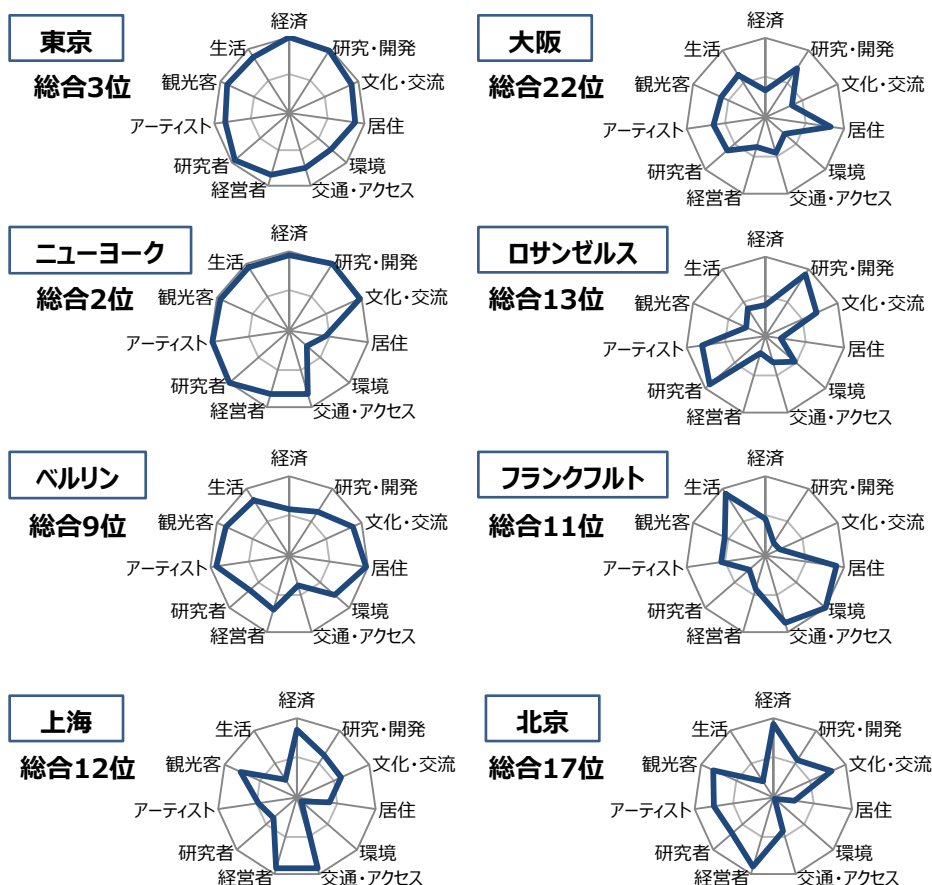 東京
総合3位
経済
研究・開発
文化・交流
居住
環境
交通・アクセス
経営者
研究者
アーティスト
観光客
生活
大阪
総合22位
経済
研究・開発
文化・交流
居住
環境
交通・アクセス
経営者
研究者
アーティスト
観光客
生活
ニューヨーク
総合2位
経済
研究・開発
文化・交流
居住
環境
交通・アクセス
経営者
研究者
アーティスト
観光客
生活
ロサンゼルス
総合13位
経済
研究・開発
文化・交流
居住
環境
交通・アクセス
経営者
研究者
アーティスト
観光客
生活
ベルリン
総合9位
経済
研究・開発
文化・交流
居住
環境
交通・アクセス
経営者
研究者
アーティスト
観光客
生活
フランクフルト
総合11位
経済
研究・開発
文化・交流
居住
環境
交通・アクセス
経営者
研究者
アーティスト
観光客
生活
上海
総合12位
経済
研究・開発
文化・交流
居住
環境
交通・アクセス
経営者
研究者
アーティスト
観光客
生活
北京
総合17位
経済
研究・開発
文化・交流
居住
環境
交通・アクセス
経営者
研究者
アーティスト
観光客
生活